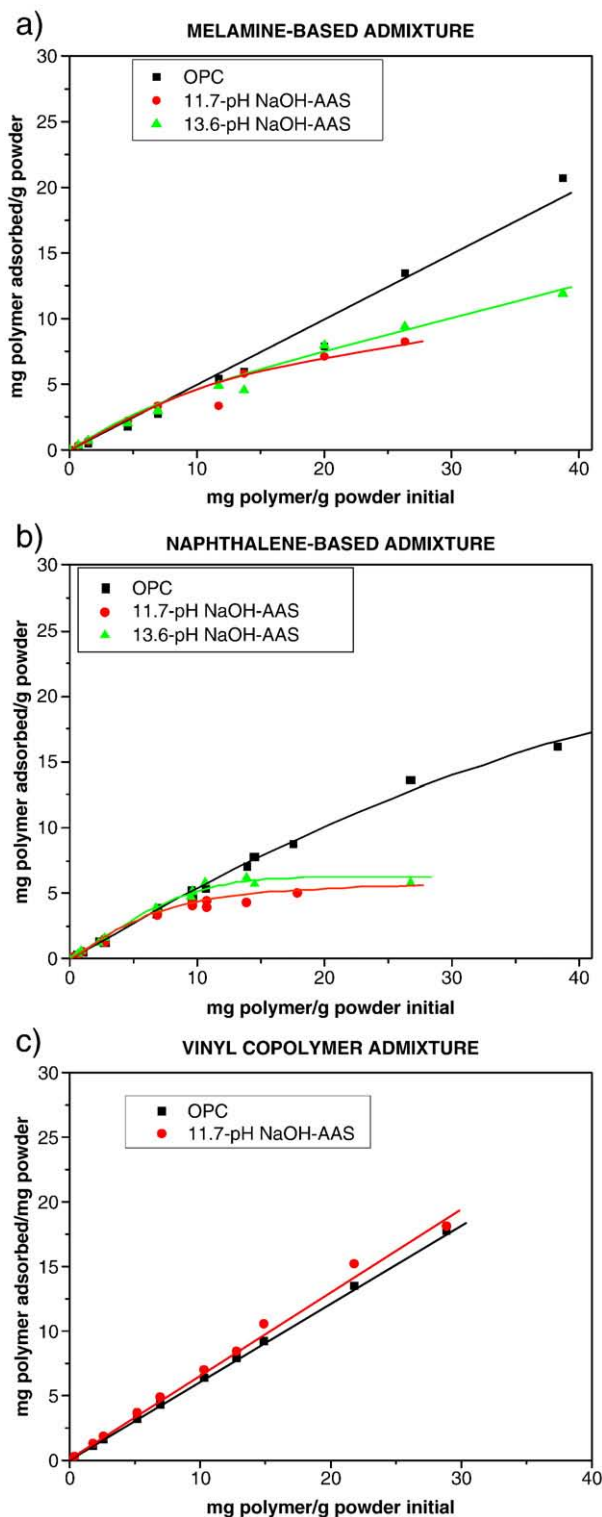 a)
MELAMINE-BASED ADMIXTURE
30
25
20
15
10
5
0
mg polymer adsorbed/g powder
OPC
11.7-pH NaOH-AAS
13.6-pH NaOH-AAS
0 10 20 30 40
mg polymer/g powder initial
b)
NAPHTHALENE-BASED ADMIXTURE
30
25
20
15
10
5
0
mg polymer adsorbed/g powder
OPC
11.7-pH NaOH-AAS
13.6-pH NaOH-AAS
0 10 20 30 40
mg polymer/g powder initial
c)
VINYL COPOLYMER ADMIXTURE
30
25
20
15
10
5
0
mg polymer adsorbed/mg powder
OPC
11.7-pH NaOH-AAS
0 10 20 30 40
mg polymer/g powder initial